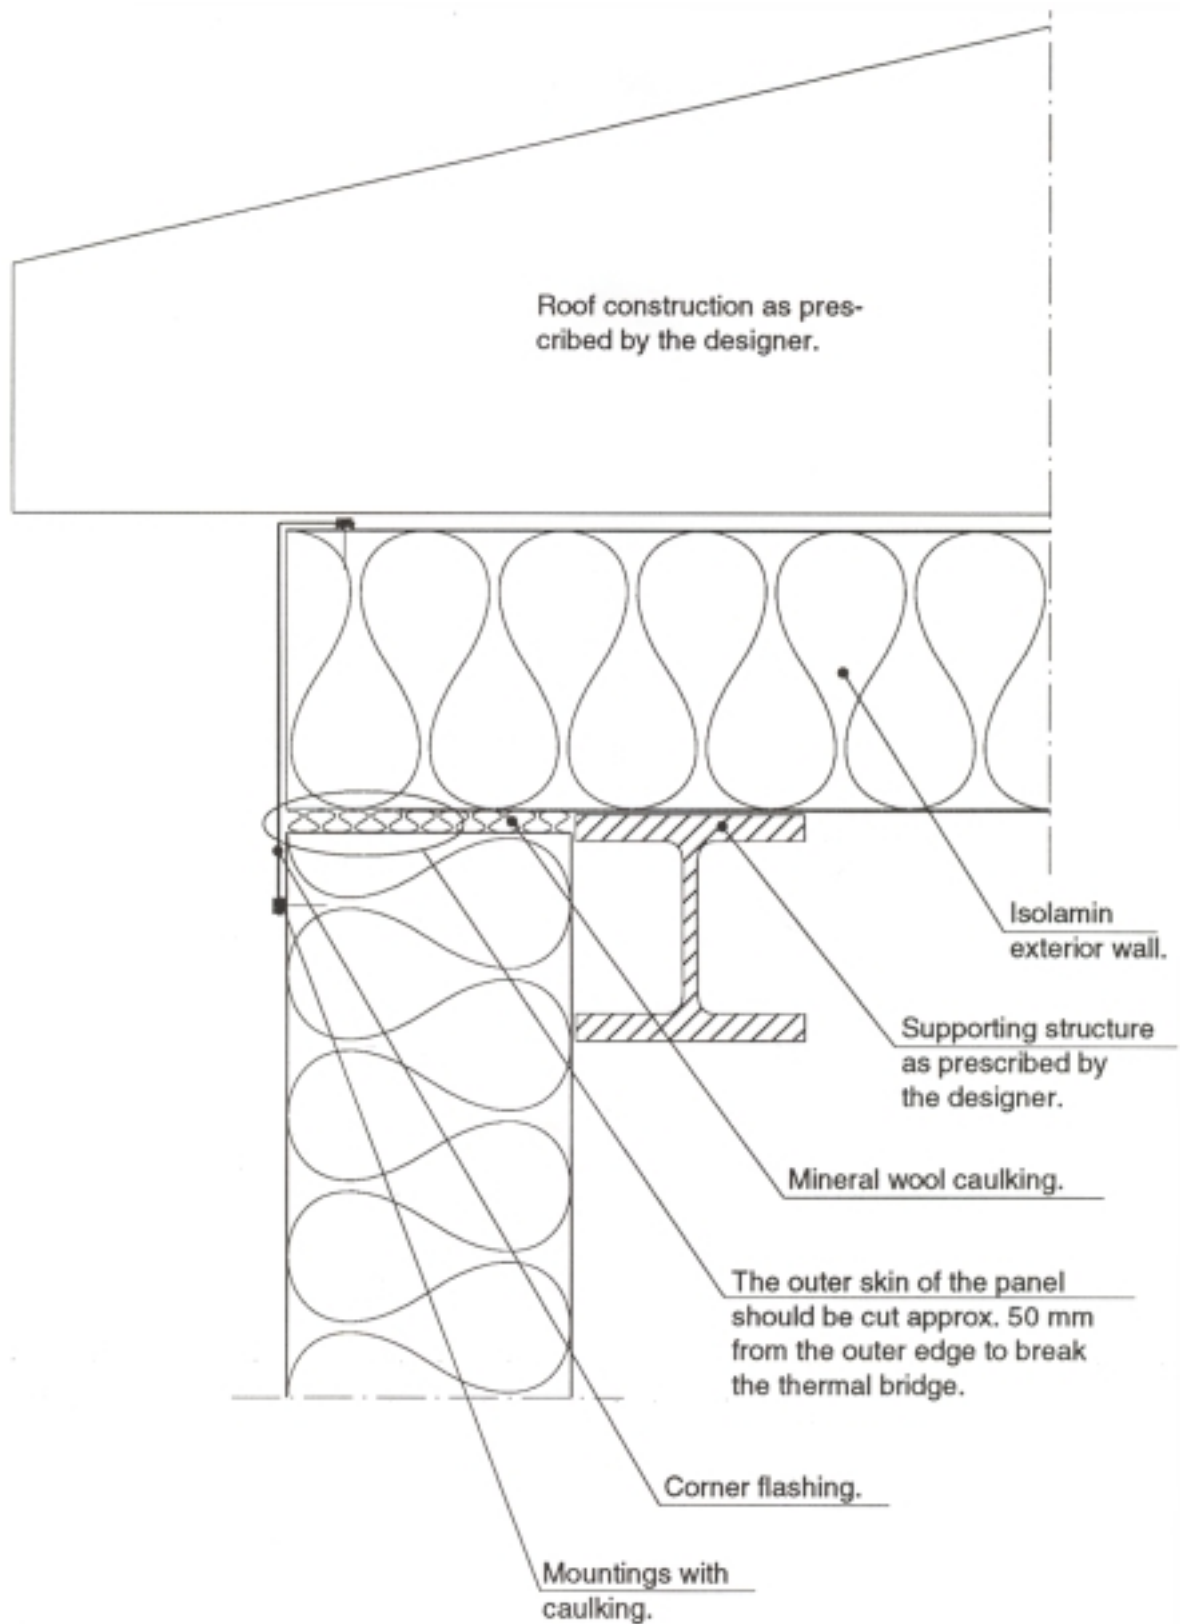 Roof construction as pres-
cribed by the designer.
Isolamin
exterior wall.
Supporting structure
as prescribed by
the designer.
Mineral wool caulking.
The outer skin of the panel
should be cut approx. 50 mm
from the outer edge to break
the thermal bridge.
Corner flashing.
Mountings with
caulking.